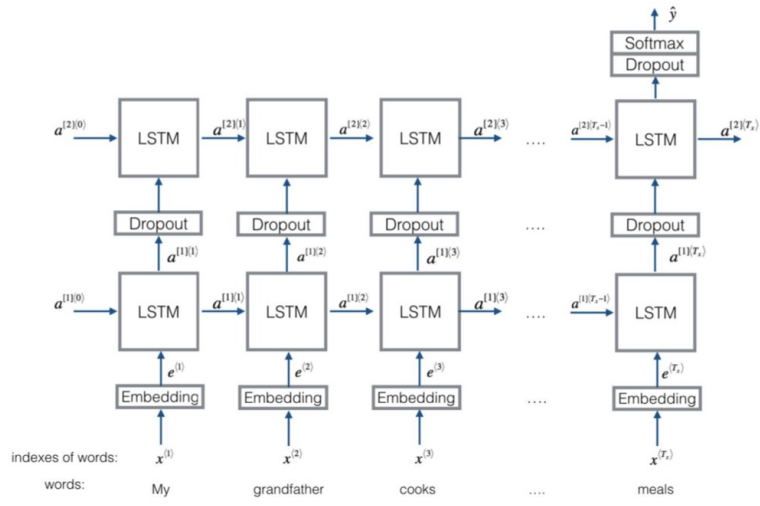 ŷ
Softmax
Dropout
a^[2]⟨0⟩ LSTM a^[2]⟨1⟩ LSTM a^[2]⟨2⟩ LSTM a^[2]⟨3⟩ .... a^[2]⟨Tₓ−1⟩ LSTM a^[2]⟨Tₓ⟩
Dropout Dropout Dropout .... Dropout
a^[1]⟨1⟩ a^[1]⟨2⟩ a^[1]⟨3⟩ a^[1]⟨Tₓ⟩
a^[1]⟨0⟩ LSTM a^[1]⟨1⟩ LSTM a^[1]⟨2⟩ LSTM a^[1]⟨3⟩ .... a^[1]⟨Tₓ−1⟩ LSTM
e^⟨1⟩ e^⟨2⟩ e^⟨3⟩ e^⟨Tₓ⟩
Embedding Embedding Embedding .... Embedding
indexes of words: x^⟨1⟩ x^⟨2⟩ x^⟨3⟩ x^⟨Tₓ⟩
words: My grandfather cooks .... meals